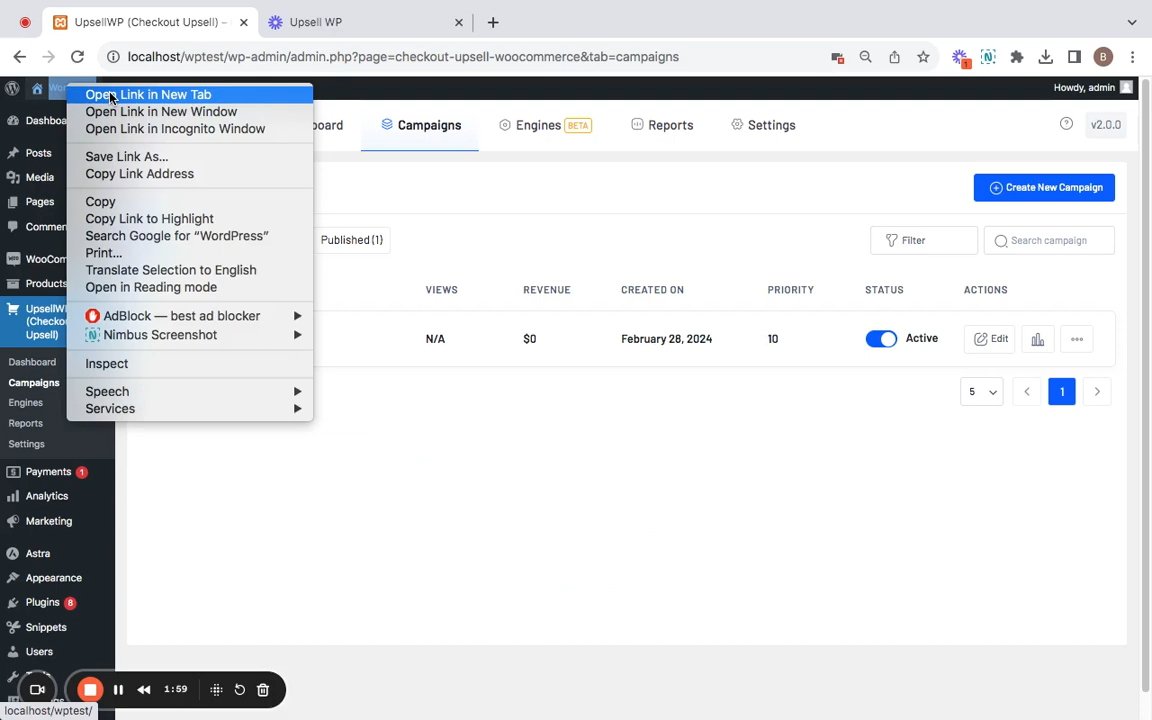 UpsellWP (Checkout Upsell) –
Upsell WP
localhost/wptest/wp-admin/admin.php?page=checkout-upsell-woocommerce&tab=campaigns
1
B
Wor
Howdy, admin
Open Link in New Tab
Open Link in New Window
Open Link in Incognito Window
Save Link As...
Copy Link Address
Copy
Copy Link to Highlight
Search Google for “WordPress”
Print...
Translate Selection to English
Open in Reading mode
AdBlock — best ad blocker
Nimbus Screenshot
Inspect
Speech
Services
Dashboa
Posts
Media
Pages
Commen
WooCom
Products
UpsellW
(Checko
Upsell)
Dashboard
Campaigns
Engines
Reports
Settings
Payments 1
Analytics
Marketing
Astra
Appearance
Plugins 8
Snippets
Users
board
Campaigns
Engines BETA
Reports
Settings
v2.0.0
Create New Campaign
Published (1)
Filter
Search campaign
VIEWS REVENUE CREATED ON PRIORITY STATUS ACTIONS
N/A $0 February 28, 2024 10 Active Edit
5 1
1:59
localhost/wptest/